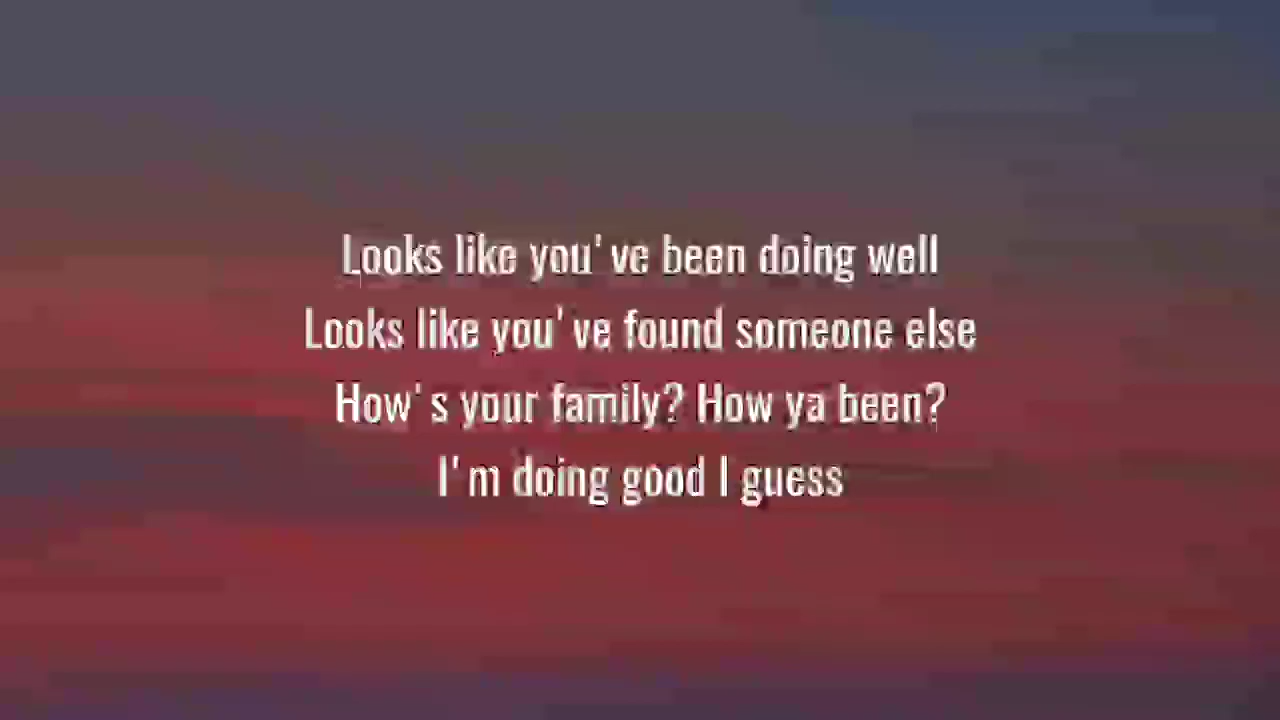 Looks like you've been doing well
Looks like you've found someone else
How's your family? How ya been?
I'm doing good I guess